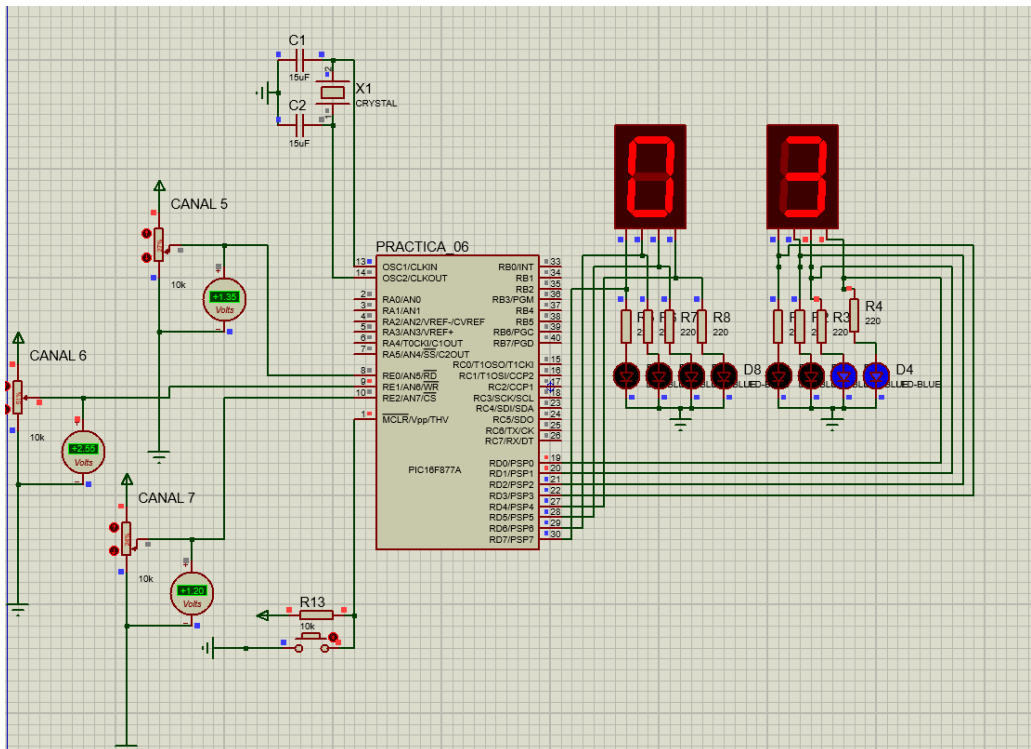 C1
15uF
X1
CRYSTAL
C2
15uF
2
1
CANAL 5
10k
+1.35
Volts
CANAL 6
10k
+2.55
Volts
CANAL 7
10k
+1.20
Volts
PRACTICA_06
13 OSC1/CLKIN
14 OSC2/CLKOUT
2 RA0/AN0
3 RA1/AN1
4 RA2/AN2/VREF-/CVREF
5 RA3/AN3/VREF+
6 RA4/T0CKI/C1OUT
7 RA5/AN4/SS/C2OUT
8 RE0/AN5/RD
9 RE1/AN6/WR
10 RE2/AN7/CS
1 MCLR/Vpp/THV
RB0/INT 33
RB1 34
RB2 35
RB3/PGM 36
RB4 37
RB5 38
RB6/PGC 39
RB7/PGD 40
RC0/T1OSO/T1CKI 15
RC1/T1OSI/CCP2 16
RC2/CCP1 17
RC3/SCK/SCL 18
RC4/SDI/SDA 23
RC5/SDO 24
RC6/TX/CK 25
RC7/RX/DT 26
RD0/PSP0 19
RD1/PSP1 20
RD2/PSP2 21
RD3/PSP3 22
RD4/PSP4 27
RD5/PSP5 28
RD6/PSP6 29
RD7/PSP7 30
PIC16F877A
R13
10k
0
3
R7
R8
220
D8
R3
220
R4
220
D4
LED-BLUE